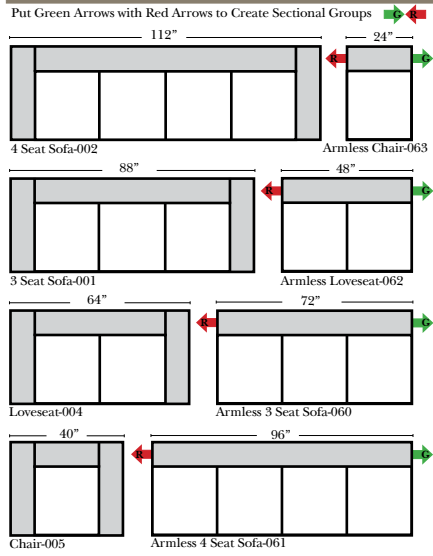 Put Green Arrows with Red Arrows to Create Sectional Groups G R
112” 24”
R G
4 Seat Sofa-002 Armless Chair-063
88” 48”
R G
3 Seat Sofa-001 Armless Loveseat-062
64” 72”
R G
Loveseat-004 Armless 3 Seat Sofa-060
40” 96”
R G
Chair-005 Armless 4 Seat Sofa-061